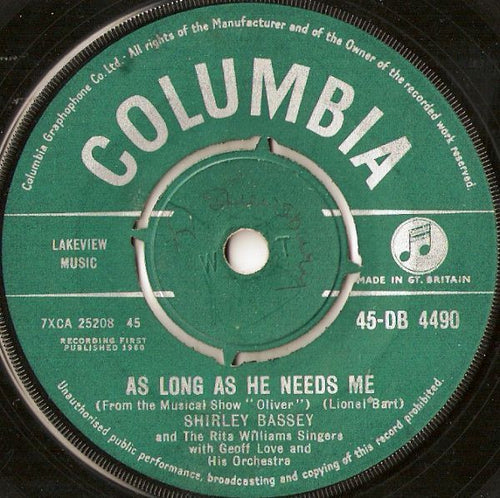 Columbia Graphophone Co. Ltd. All rights of the Manufacturer and of the Owner of the recorded work reserved
COLUMBIA
LAKEVIEW
MUSIC
MADE IN GT. BRITAIN
7XCA 25208 45
45-DB 4490
RECORDING FIRST
PUBLISHED 1960
AS LONG AS HE NEEDS ME
(From the Musical Show "Oliver") (Lionel Bart)
SHIRLEY BASSEY
and The Rita Williams Singers
with Geoff Love and
His Orchestra
Unauthorised public performance, broadcasting and copying of this record prohibited.